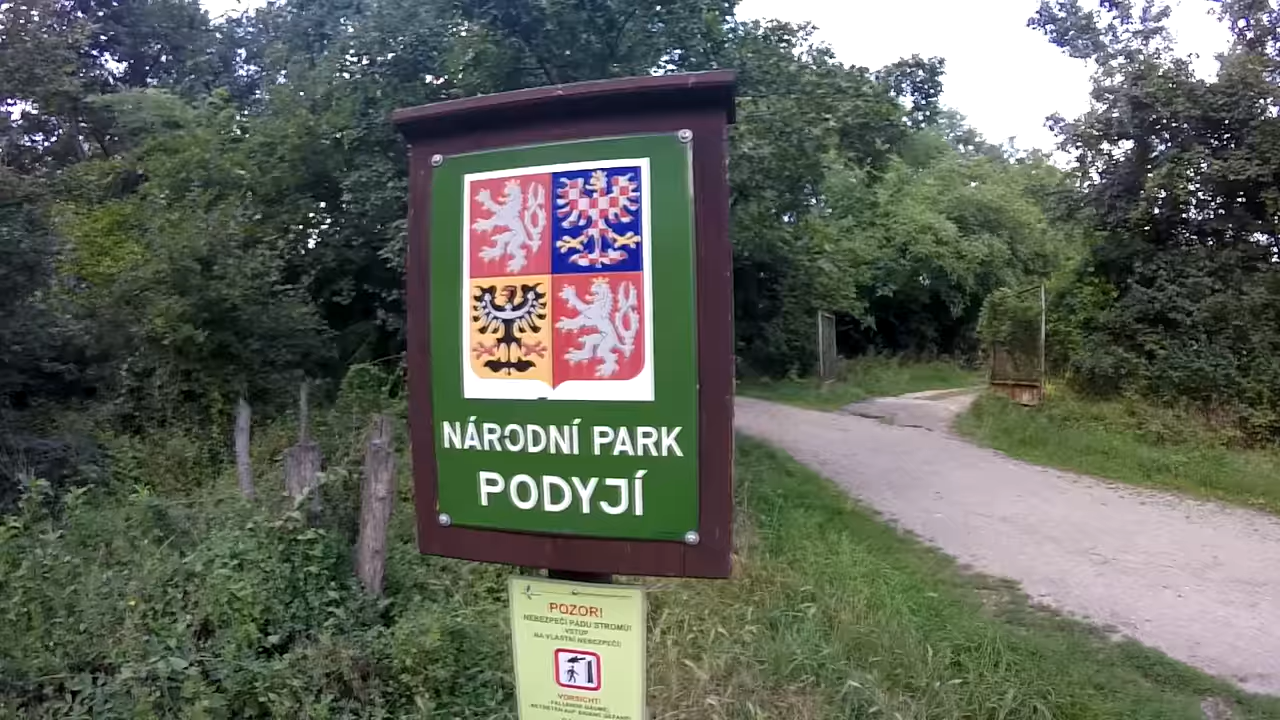 NÁRODNÍ PARK
PODYJÍ
POZOR!
NEBEZPEČÍ PÁDU STROMŮ!
VSTUP
NA VLASTNÍ NEBEZPEČÍ!
VORSICHT!